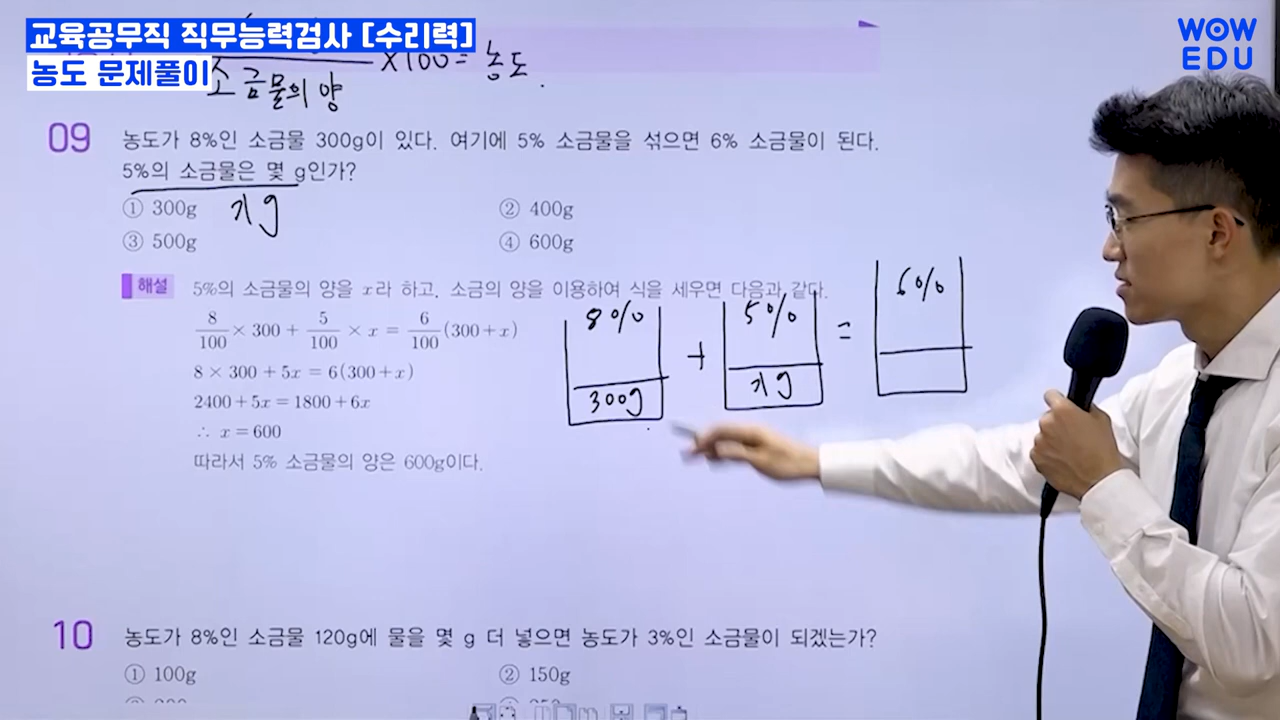 교육공무직 직무능력검사 [수리력]
농도 문제풀이
WOW
EDU
×100 = 농도.
소금물의 양
09
농도가 8%인 소금물 300g이 있다. 여기에 5% 소금물을 섞으면 6% 소금물이 된다.
5%의 소금물은 몇 g인가?
① 300g
xg
② 400g
③ 500g
④ 600g
해설
5%의 소금물의 양을 x라 하고, 소금의 양을 이용하여 식을 세우면 다음과 같다.
8/100 × 300 + 5/100 × x = 6/100 (300+x)
8 × 300 + 5x = 6(300+x)
2400+5x = 1800+6x
∴ x = 600
따라서 5% 소금물의 양은 600g이다.
8% 5% 6%
+ =
300g xg
10
농도가 8%인 소금물 120g에 물을 몇 g 더 넣으면 농도가 3%인 소금물이 되겠는가?
① 100g
② 150g